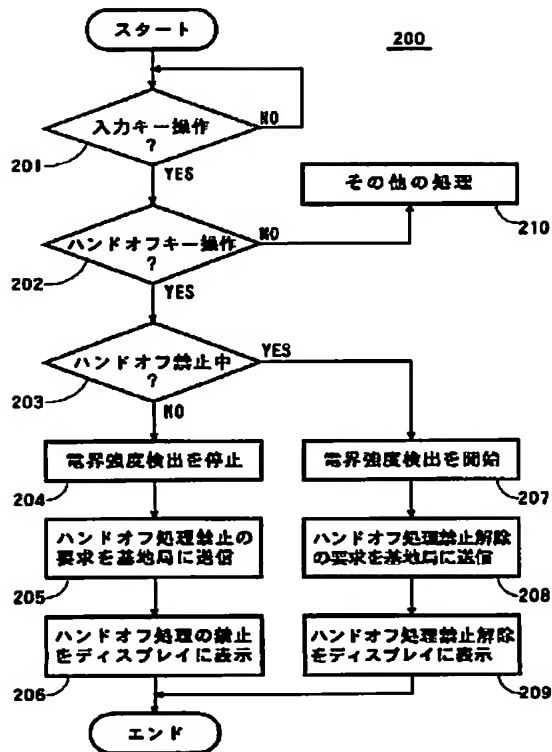 スタート
200
入力キー操作
?
NO
201
YES
その他の処理
210
ハンドオフキー操作
?
NO
202
YES
ハンドオフ禁止中
?
YES
203
NO
電界強度検出を停止
204
電界強度検出を開始
207
ハンドオフ処理禁止の
要求を基地局に送信
205
ハンドオフ処理禁止解除
の要求を基地局に送信
208
ハンドオフ処理の禁止
をディスプレイに表示
206
ハンドオフ処理禁止解除
をディスプレイに表示
209
エンド